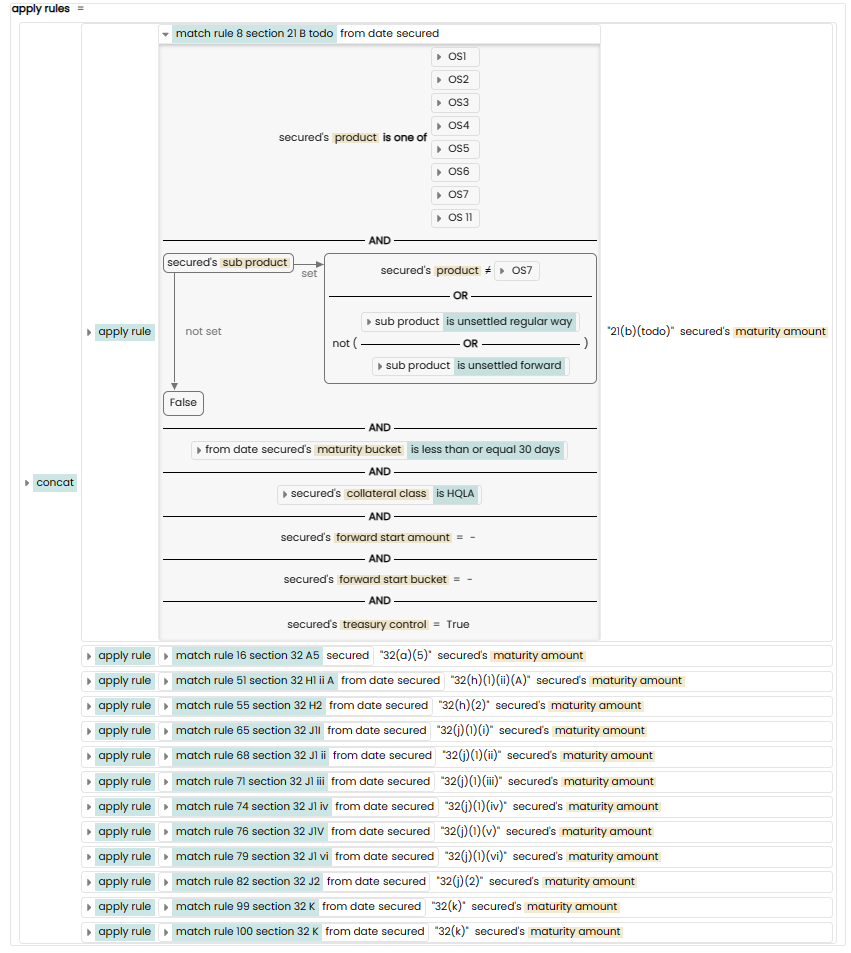 apply rules =
match rule 8 section 21 B todo from date secured
OS1
OS2
OS3
OS4
secured's product is one of
OS5
OS6
OS7
OS 11
AND
secured's sub product
set
secured's product ≠ OS7
OR
sub product is unsettled regular way
not ( OR )
sub product is unsettled forward
not set
False
apply rule
"21(b)(todo)" secured's maturity amount
AND
from date secured's maturity bucket is less than or equal 30 days
AND
concat
secured's collateral class is HQLA
AND
secured's forward start amount = -
AND
secured's forward start bucket = -
AND
secured's treasury control = True
apply rule match rule 16 section 32 A5 secured "32(a)(5)" secured's maturity amount
apply rule match rule 51 section 32 H1 ii A from date secured "32(h)(1)(ii)(A)" secured's maturity amount
apply rule match rule 55 section 32 H2 from date secured "32(h)(2)" secured's maturity amount
apply rule match rule 65 section 32 J1I from date secured "32(j)(1)(i)" secured's maturity amount
apply rule match rule 68 section 32 J1 ii from date secured "32(j)(1)(ii)" secured's maturity amount
apply rule match rule 71 section 32 J1 iii from date secured "32(j)(1)(iii)" secured's maturity amount
apply rule match rule 74 section 32 J1 iv from date secured "32(j)(1)(iv)" secured's maturity amount
apply rule match rule 76 section 32 J1V from date secured "32(j)(1)(v)" secured's maturity amount
apply rule match rule 79 section 32 J1 vi from date secured "32(j)(1)(vi)" secured's maturity amount
apply rule match rule 82 section 32 J2 from date secured "32(j)(2)" secured's maturity amount
apply rule match rule 99 section 32 K from date secured "32(k)" secured's maturity amount
apply rule match rule 100 section 32 K from date secured "32(k)" secured's maturity amount